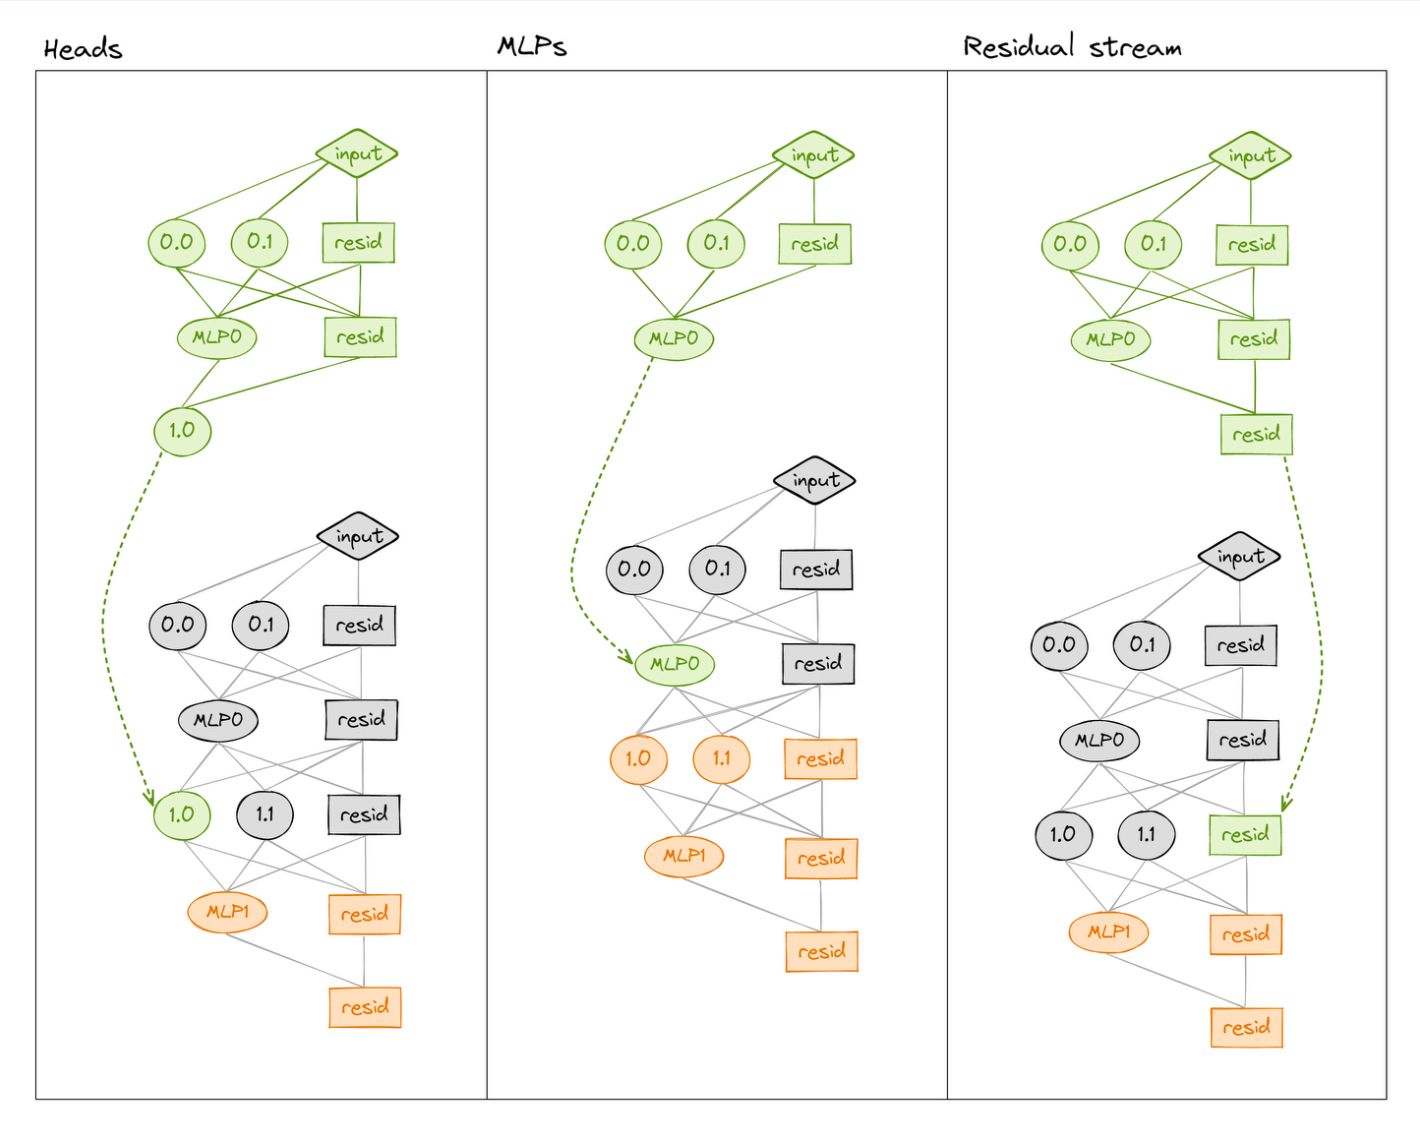 Heads
input
0.0 0.1 resid
MLP0 resid
1.0
input
0.0 0.1 resid
MLP0 resid
1.0 1.1 resid
MLP1 resid
resid
MLPs
input
0.0 0.1 resid
MLP0
input
0.0 0.1 resid
MLP0 resid
1.0 1.1 resid
MLP1 resid
resid
Residual stream
input
0.0 0.1 resid
MLP0 resid
resid
input
0.0 0.1 resid
MLP0 resid
1.0 1.1 resid
MLP1 resid
resid